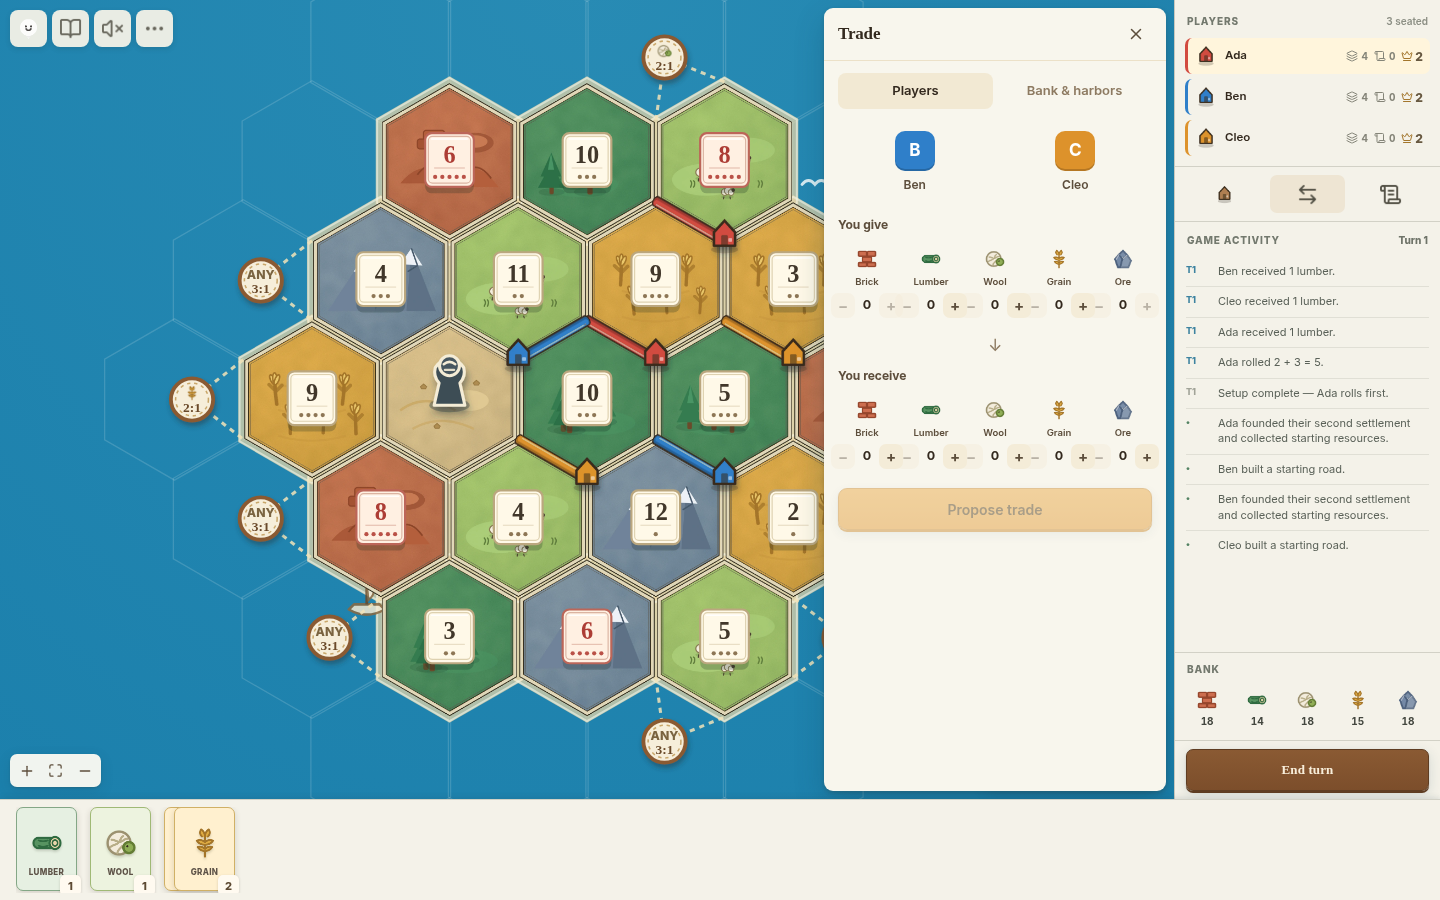 2:1
6
10
8
4
11
9
3
ANY
3:1
9
10
5
2:1
8
4
12
2
ANY
3:1
3
6
5
ANY
3:1
ANY
3:1
LUMBER
1
WOOL
1
GRAIN
2
Trade
Players
Bank & harbors
B
C
Ben
Cleo
You give
Brick
Lumber
Wool
Grain
Ore
− 0 + − 0 + − 0 + − 0 + − 0 +
You receive
Brick
Lumber
Wool
Grain
Ore
− 0 + − 0 + − 0 + − 0 + − 0 +
Propose trade
PLAYERS
3 seated
Ada 4 0 2
Ben 4 0 2
Cleo 4 0 2
GAME ACTIVITY
Turn 1
T1 Ben received 1 lumber.
T1 Cleo received 1 lumber.
T1 Ada received 1 lumber.
T1 Ada rolled 2 + 3 = 5.
T1 Setup complete — Ada rolls first.
• Ada founded their second settlement
and collected starting resources.
• Ben built a starting road.
• Ben founded their second settlement
and collected starting resources.
• Cleo built a starting road.
BANK
18 14 18 15 18
End turn